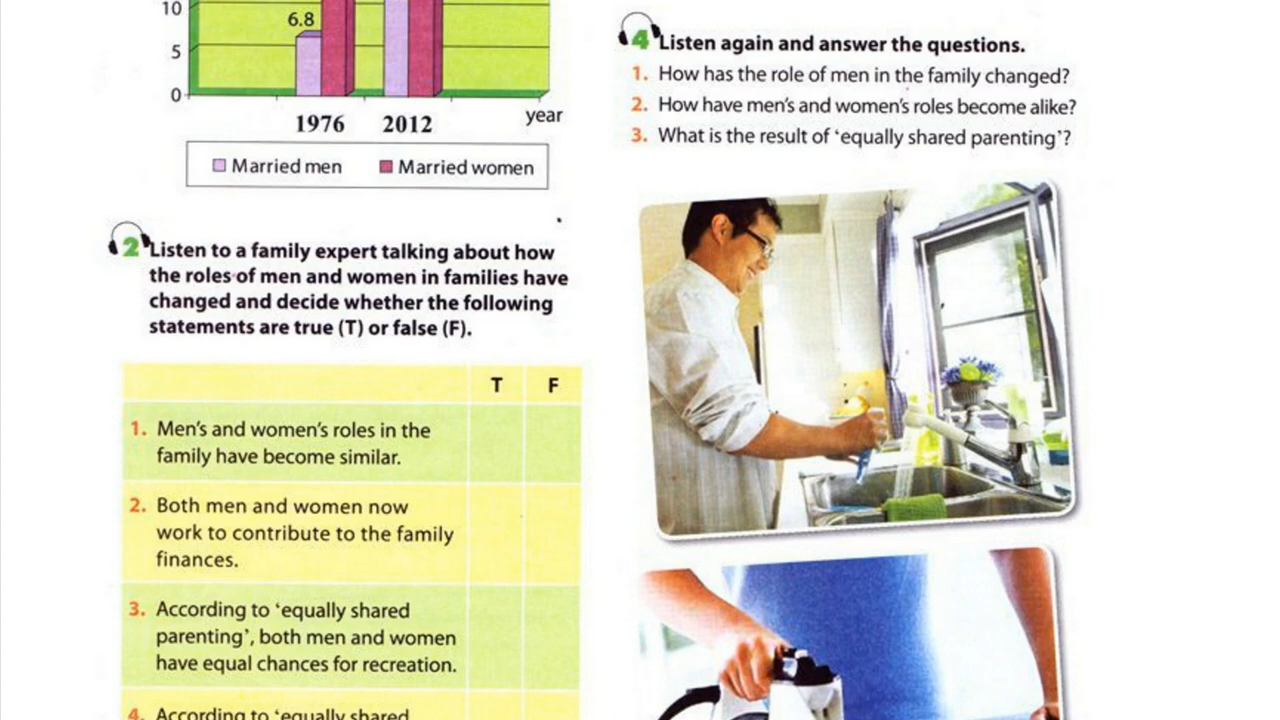 10
6.8
5
0
year
1976 2012
Married men Married women
2 Listen to a family expert talking about how
the roles of men and women in families have
changed and decide whether the following
statements are true (T) or false (F).
T F
1. Men's and women's roles in the
family have become similar.
2. Both men and women now
work to contribute to the family
finances.
3. According to ‘equally shared
parenting’, both men and women
have equal chances for recreation.
4. According to ‘equally shared
4 Listen again and answer the questions.
1. How has the role of men in the family changed?
2. How have men's and women's roles become alike?
3. What is the result of ‘equally shared parenting’?